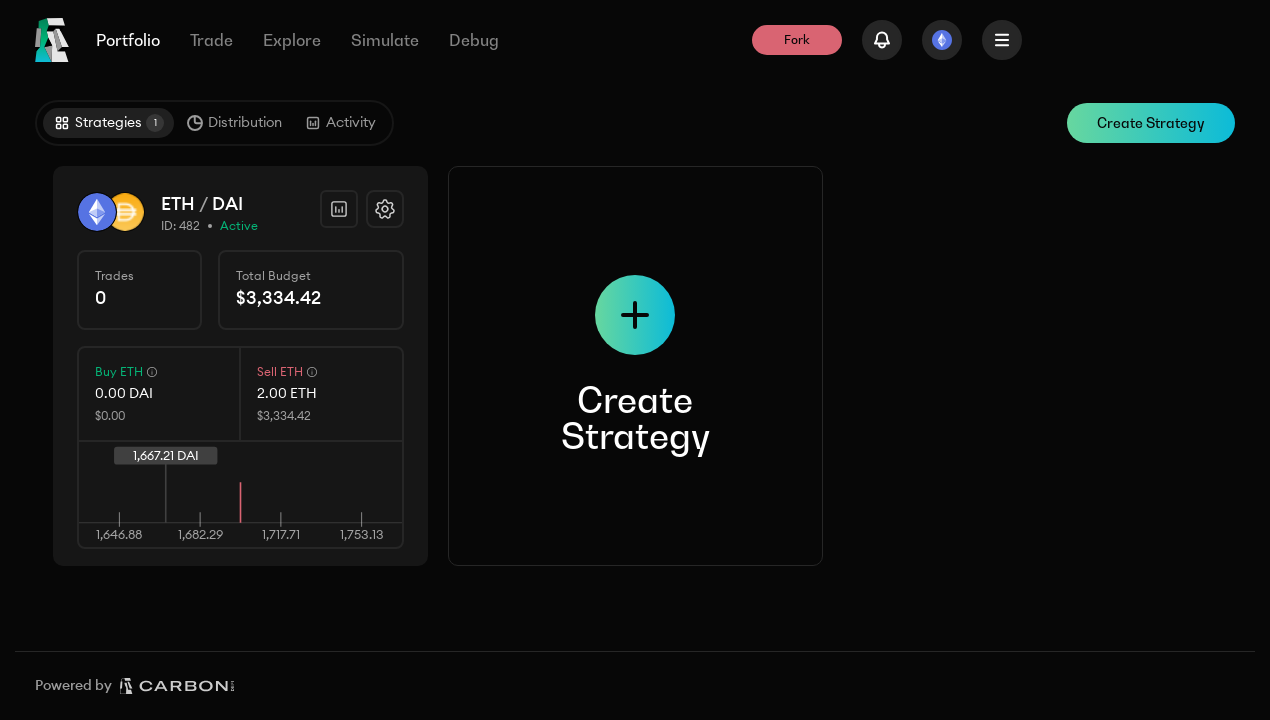 Portfolio
Trade
Explore
Simulate
Debug
Fork
Strategies 1
Distribution
Activity
Create Strategy
ETH / DAI
ID: 482 • Active
Trades
0
Total Budget
$3,334.42
Buy ETH
0.00 DAI
$0.00
Sell ETH
2.00 ETH
$3,334.42
1,667.21 DAI
1,646.88
1,682.29
1,717.71
1,753.13
Create
Strategy
Powered by CARBON